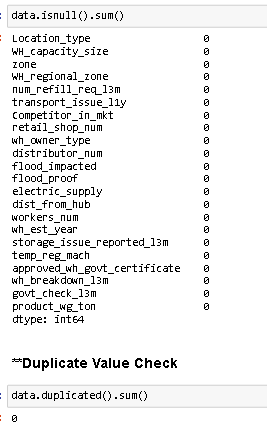 data.isnull().sum()
Location_type 0
WH_capacity_size 0
zone 0
WH_regional_zone 0
num_refill_req_l3m 0
transport_issue_l1y 0
Competitor_in_mkt 0
retail_shop_num 0
wh_owner_type 0
distributor_num 0
flood_impacted 0
flood_proof 0
electric_supply 0
dist_from_hub 0
workers_num 0
wh_est_year 0
storage_issue_reported_l3m 0
temp_reg_mach 0
approved_wh_govt_certificate 0
wh_breakdown_l3m 0
govt_check_l3m 0
product_wg_ton 0
dtype: int64
**Duplicate Value Check
data.duplicated().sum()
0